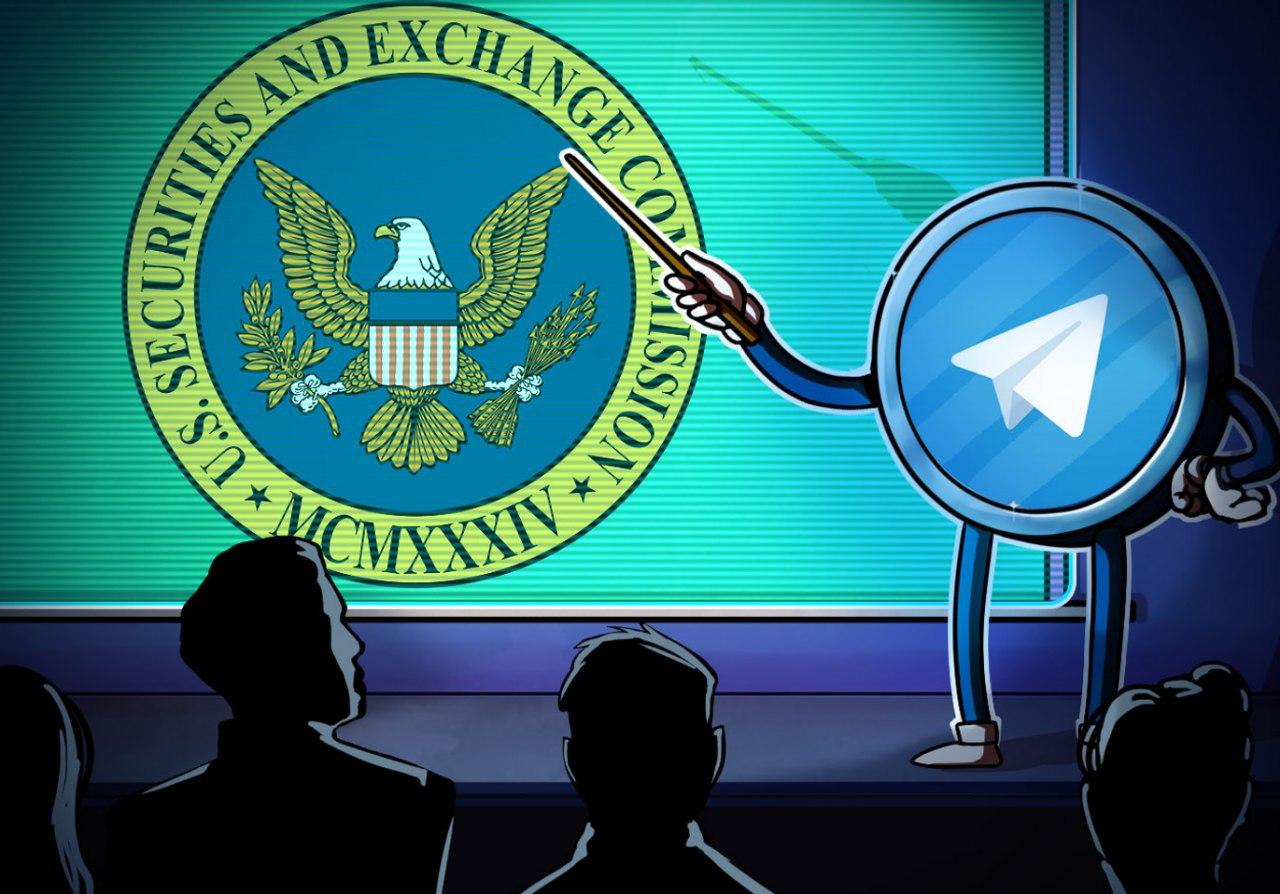 U.S. SECURITIES AND EXCHANGE COMMISSION
★ MCMXXXIV ★